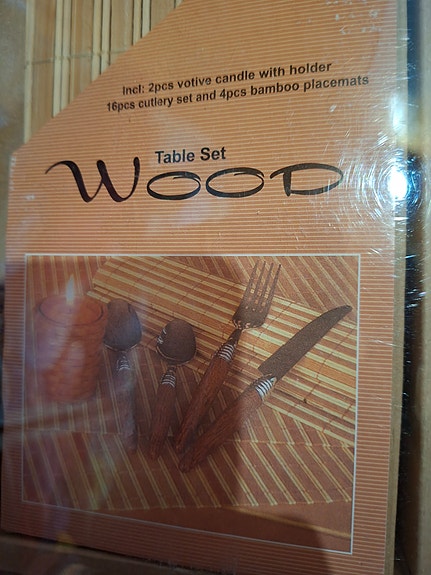 Incl: 2pcs votive candle with holder
16pcs cutlery set and 4pcs bamboo placemats
Table Set
WOOD